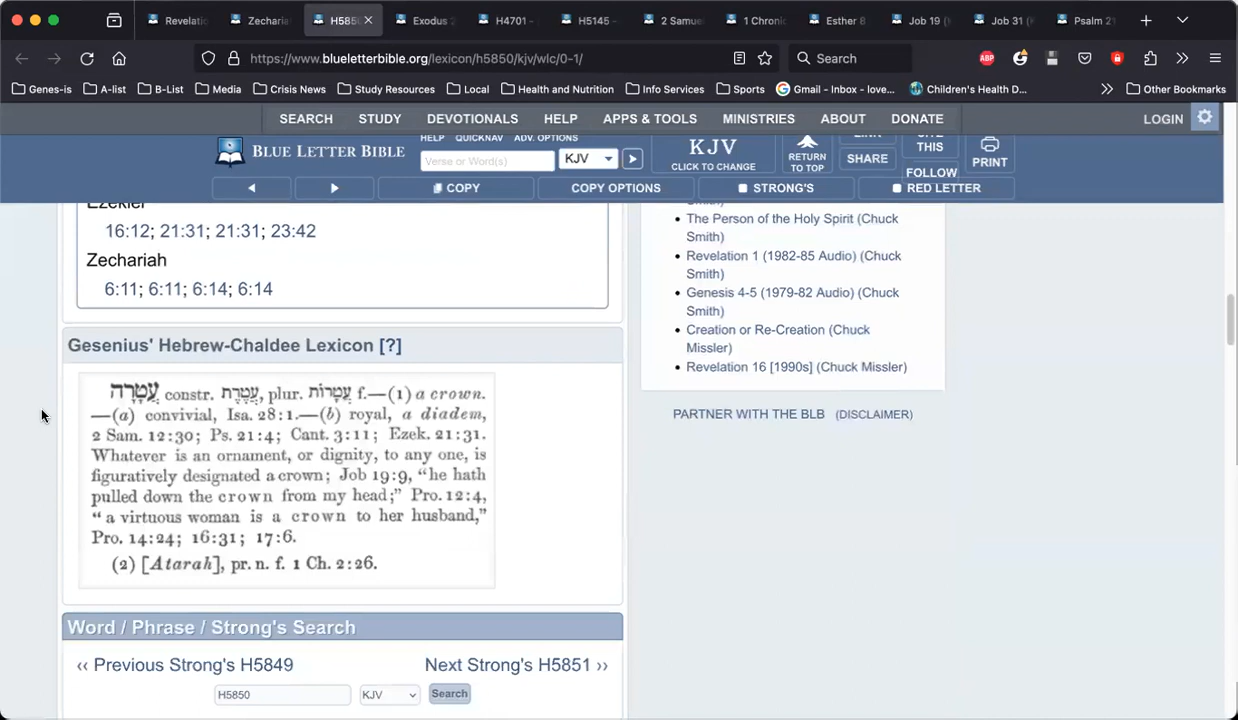 Revelatio
Zecharia
H585
Exodus 2
H4701 -
H5145 -
2 Samue
1 Chronic
Esther 8
Job 19 (
Job 31 (
Psalm 21
https://www.blueletterbible.org/lexicon/h5850/kjv/wlc/0-1/
Search
ABP
Genes-is
A-list
B-List
Media
Crisis News
Study Resources
Local
Health and Nutrition
Info Services
Sports
Gmail - Inbox - love...
Children's Health D...
Other Bookmarks
SEARCH STUDY DEVOTIONALS HELP APPS & TOOLS MINISTRIES ABOUT DONATE LOGIN
BLUE LETTER BIBLE
HELP QUICKNAV ADV. OPTIONS
Verse or Word(s)
KJV
KJV
CLICK TO CHANGE
RETURN
TO TOP
LINK
SHARE
CITE
THIS
FOLLOW
PRINT
COPY
COPY OPTIONS
STRONG'S
RED LETTER
Ezekiel
16:12; 21:31; 21:31; 23:42
Zechariah
6:11; 6:11; 6:14; 6:14
Gesenius' Hebrew-Chaldee Lexicon [?]
עֲטָרָה constr. עֲטֶרֶת, plur. עֲטָרוֹת f.—(1) a crown.
—(a) convivial, Isa. 28:1.—(b) royal, a diadem,
2 Sam. 12:30; Ps. 21:4; Cant. 3:11; Ezek. 21:31.
Whatever is an ornament, or dignity, to any one, is
figuratively designated a crown; Job 19:9, “he hath
pulled down the crown from my head;” Pro. 12:4,
“a virtuous woman is a crown to her husband,”
Pro. 14:24; 16:31; 17:6.
(2) [Atarah], pr. n. f. 1 Ch. 2:26.
Word / Phrase / Strong's Search
‹‹ Previous Strong's H5849
Next Strong's H5851 ››
H5850
KJV
Search
Smith)
The Person of the Holy Spirit (Chuck
Smith)
Revelation 1 (1982-85 Audio) (Chuck
Smith)
Genesis 4-5 (1979-82 Audio) (Chuck
Smith)
Creation or Re-Creation (Chuck
Missler)
Revelation 16 [1990s] (Chuck Missler)
PARTNER WITH THE BLB (DISCLAIMER)